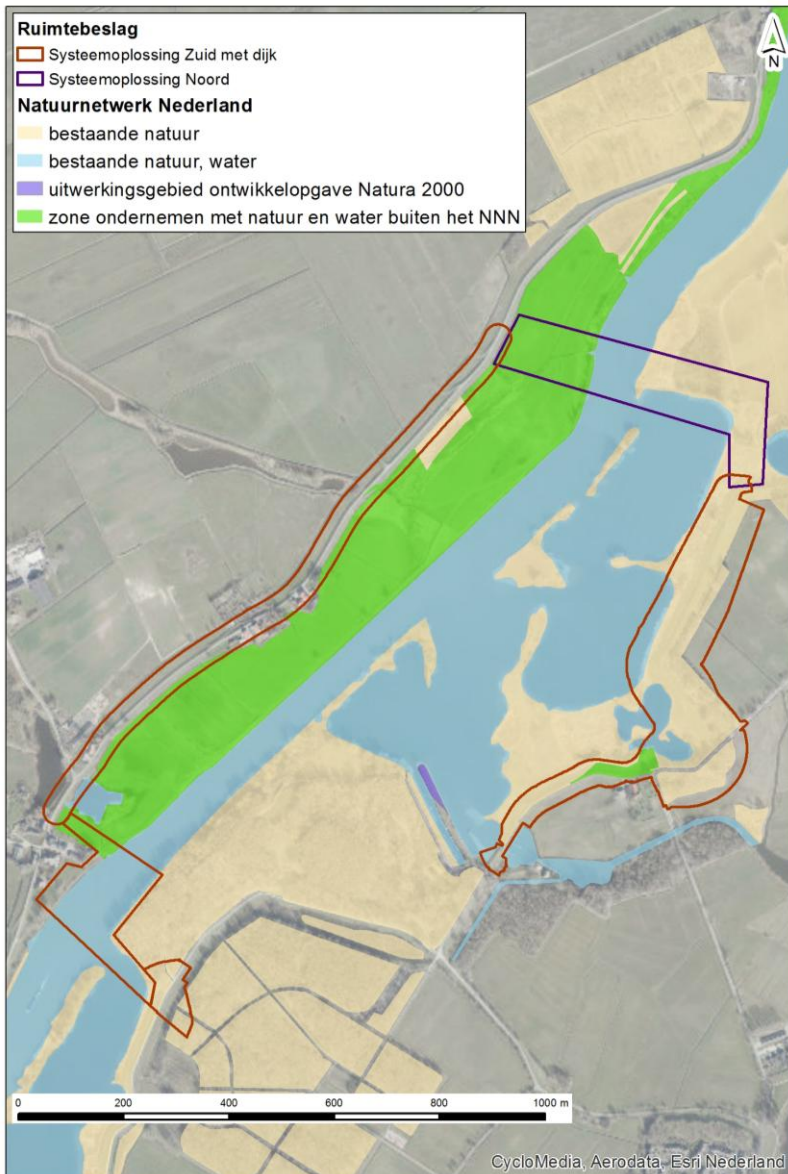 Ruimtebeslag
Systeemoplossing Zuid met dijk
Systeemoplossing Noord
Natuurnetwerk Nederland
bestaande natuur
bestaande natuur, water
uitwerkingsgebied ontwikkelopgave Natura 2000
zone ondernemen met natuur en water buiten het NNN
N
0 200 400 600 800 1000 m
CycloMedia, Aerodata, Esri Nederland